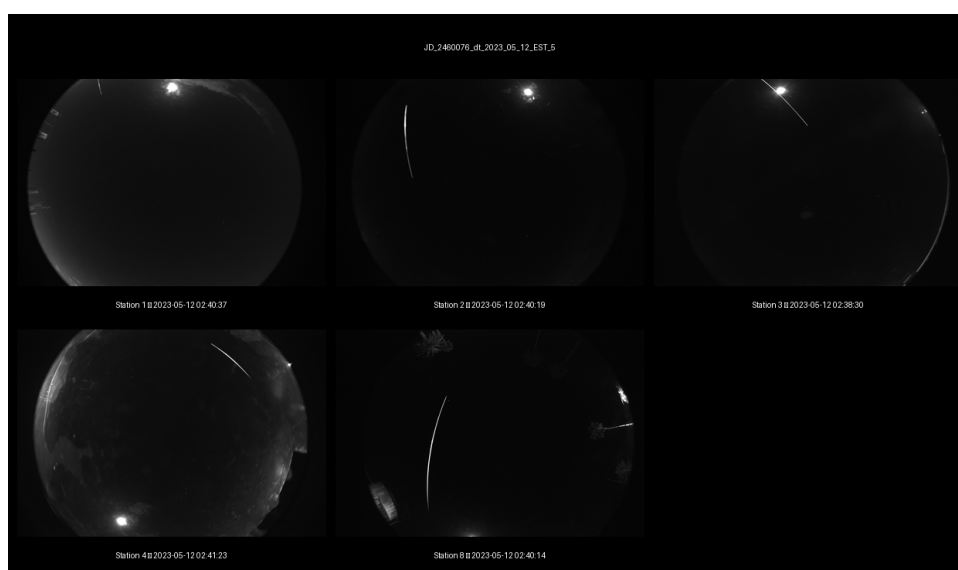 JD_2460076_dt_2023_05_12_EST_5
Station 1 ▯▯ 2023-05-12 02:40:37
Station 2 ▯▯ 2023-05-12 02:40:19
Station 3 ▯▯ 2023-05-12 02:38:30
Station 4 ▯▯ 2023-05-12 02:41:23
Station 8 ▯▯ 2023-05-12 02:40:14